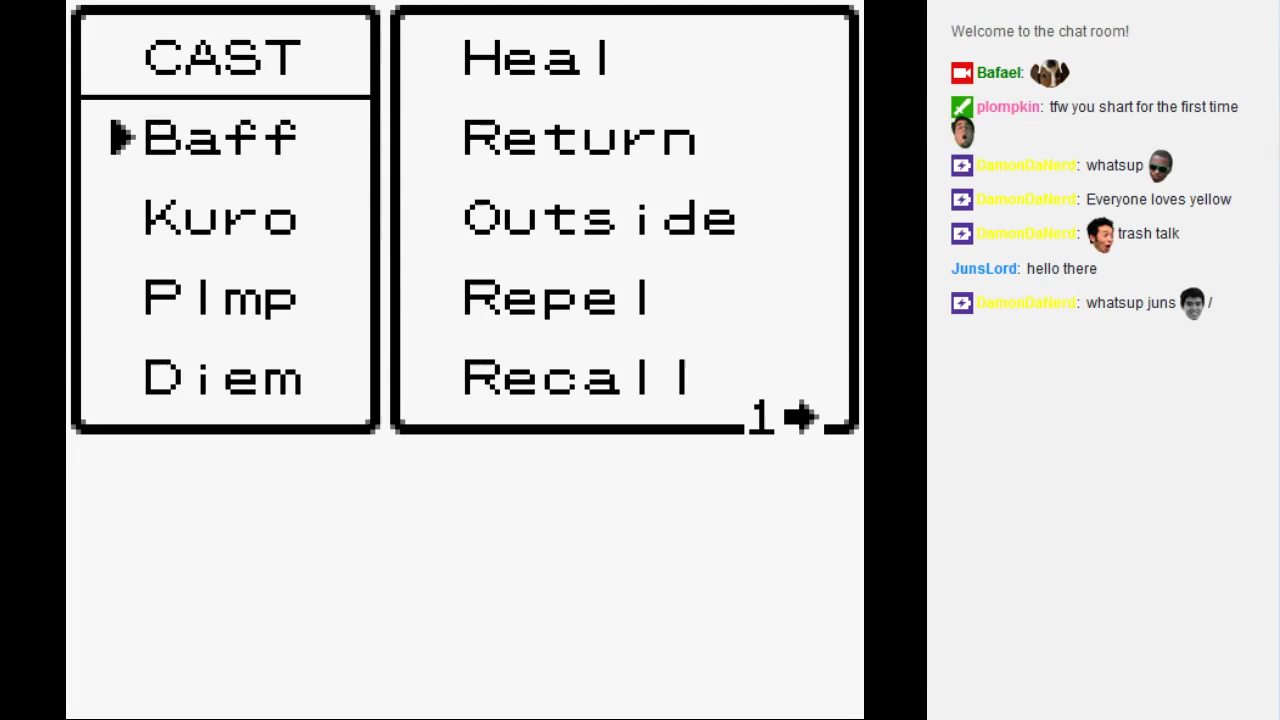 CAST
Baff
Kuro
Plmp
Diem
Heal
Return
Outside
Repel
Recall
1
Welcome to the chat room!
Bafael:
plompkin: tfw you shart for the first time
DamonDaNerd: whatsup
DamonDaNerd: Everyone loves yellow
DamonDaNerd: trash talk
JunsLord: hello there
DamonDaNerd: whatsup juns /